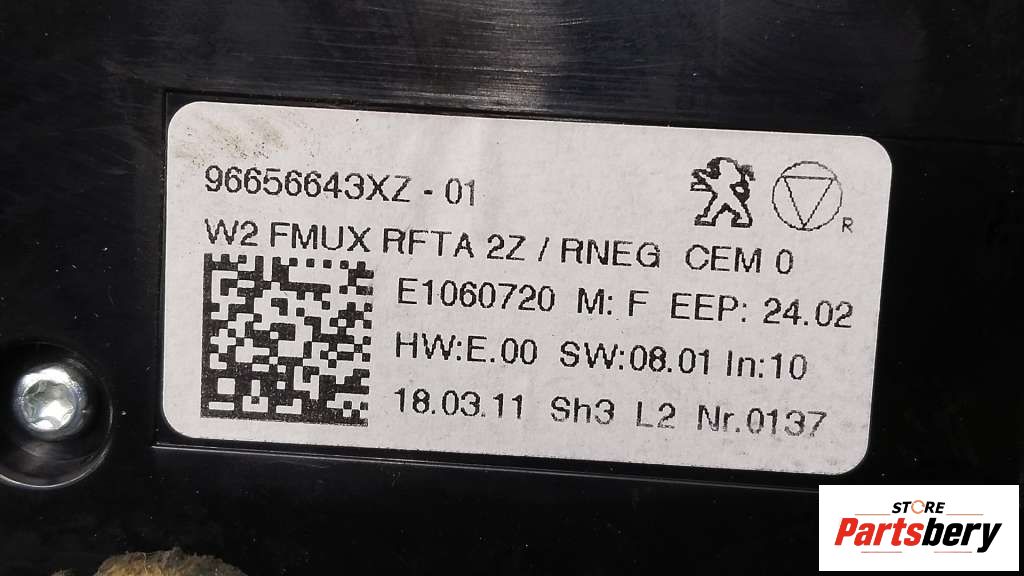 96656643XZ - 01
W2 FMUX RFTA 2Z / RNEG CEM 0
R
E1060720 M: F EEP: 24.02
HW:E.00 SW:08.01 In:10
18.03.11 Sh3 L2 Nr.0137
STORE
Partsbery